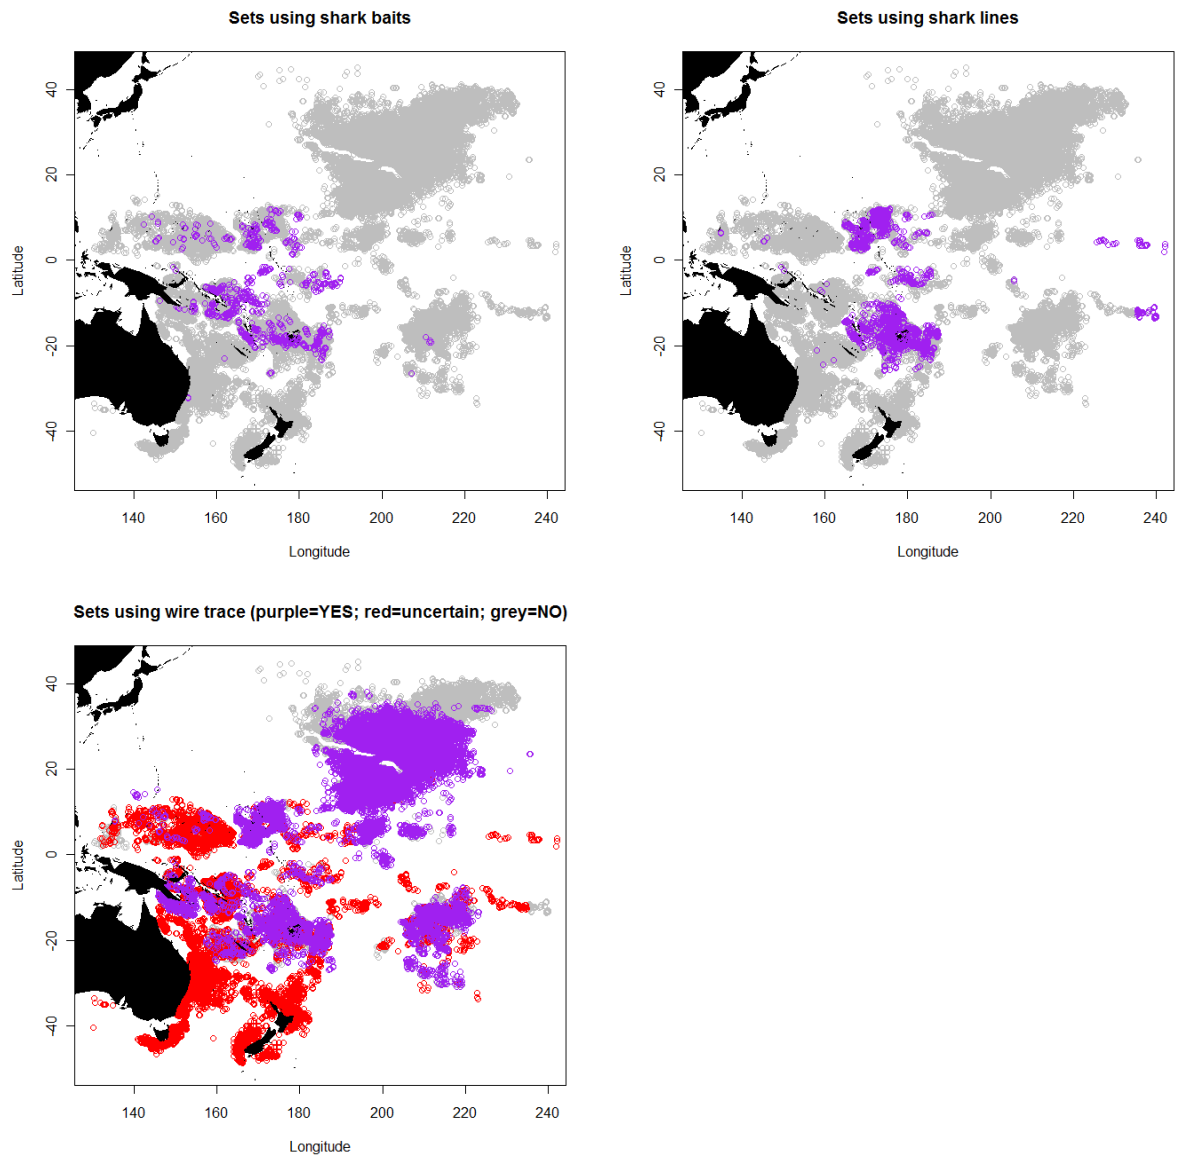 Sets using shark baits
40
20
0
-20
-40
Latitude
140 160 180 200 220 240
Longitude
Sets using shark lines
40
20
0
-20
-40
Latitude
140 160 180 200 220 240
Longitude
Sets using wire trace (purple=YES; red=uncertain; grey=NO)
40
20
0
-20
-40
Latitude
140 160 180 200 220 240
Longitude